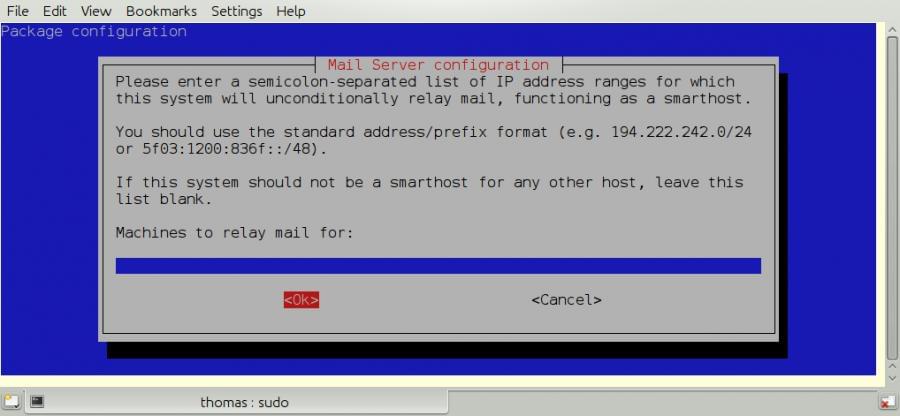 File Edit View Bookmarks Settings Help
Package configuration
Mail Server configuration
Please enter a semicolon-separated list of IP address ranges for which
this system will unconditionally relay mail, functioning as a smarthost.
You should use the standard address/prefix format (e.g. 194.222.242.0/24
or 5f03:1200:836f::/48).
If this system should not be a smarthost for any other host, leave this
list blank.
Machines to relay mail for:
<Ok> <Cancel>
thomas : sudo